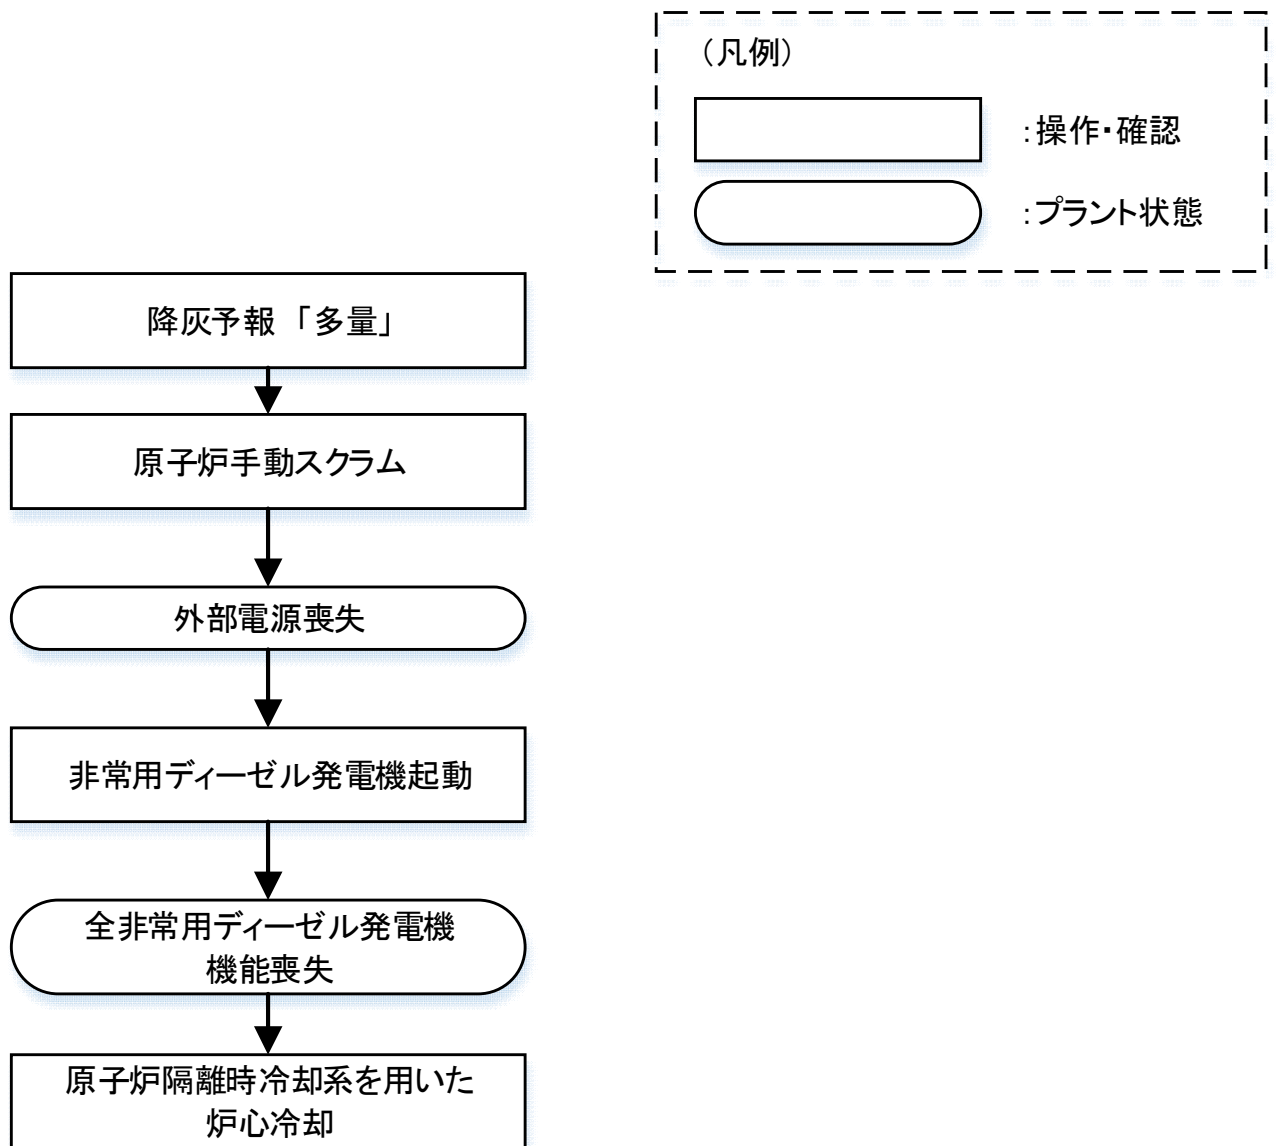 （凡例）
：操作・確認
：プラント状態
降灰予報 「多量」
原子炉手動スクラム
外部電源喪失
非常用ディーゼル発電機起動
全非常用ディーゼル発電機
機能喪失
原子炉隔離時冷却系を用いた
炉心冷却